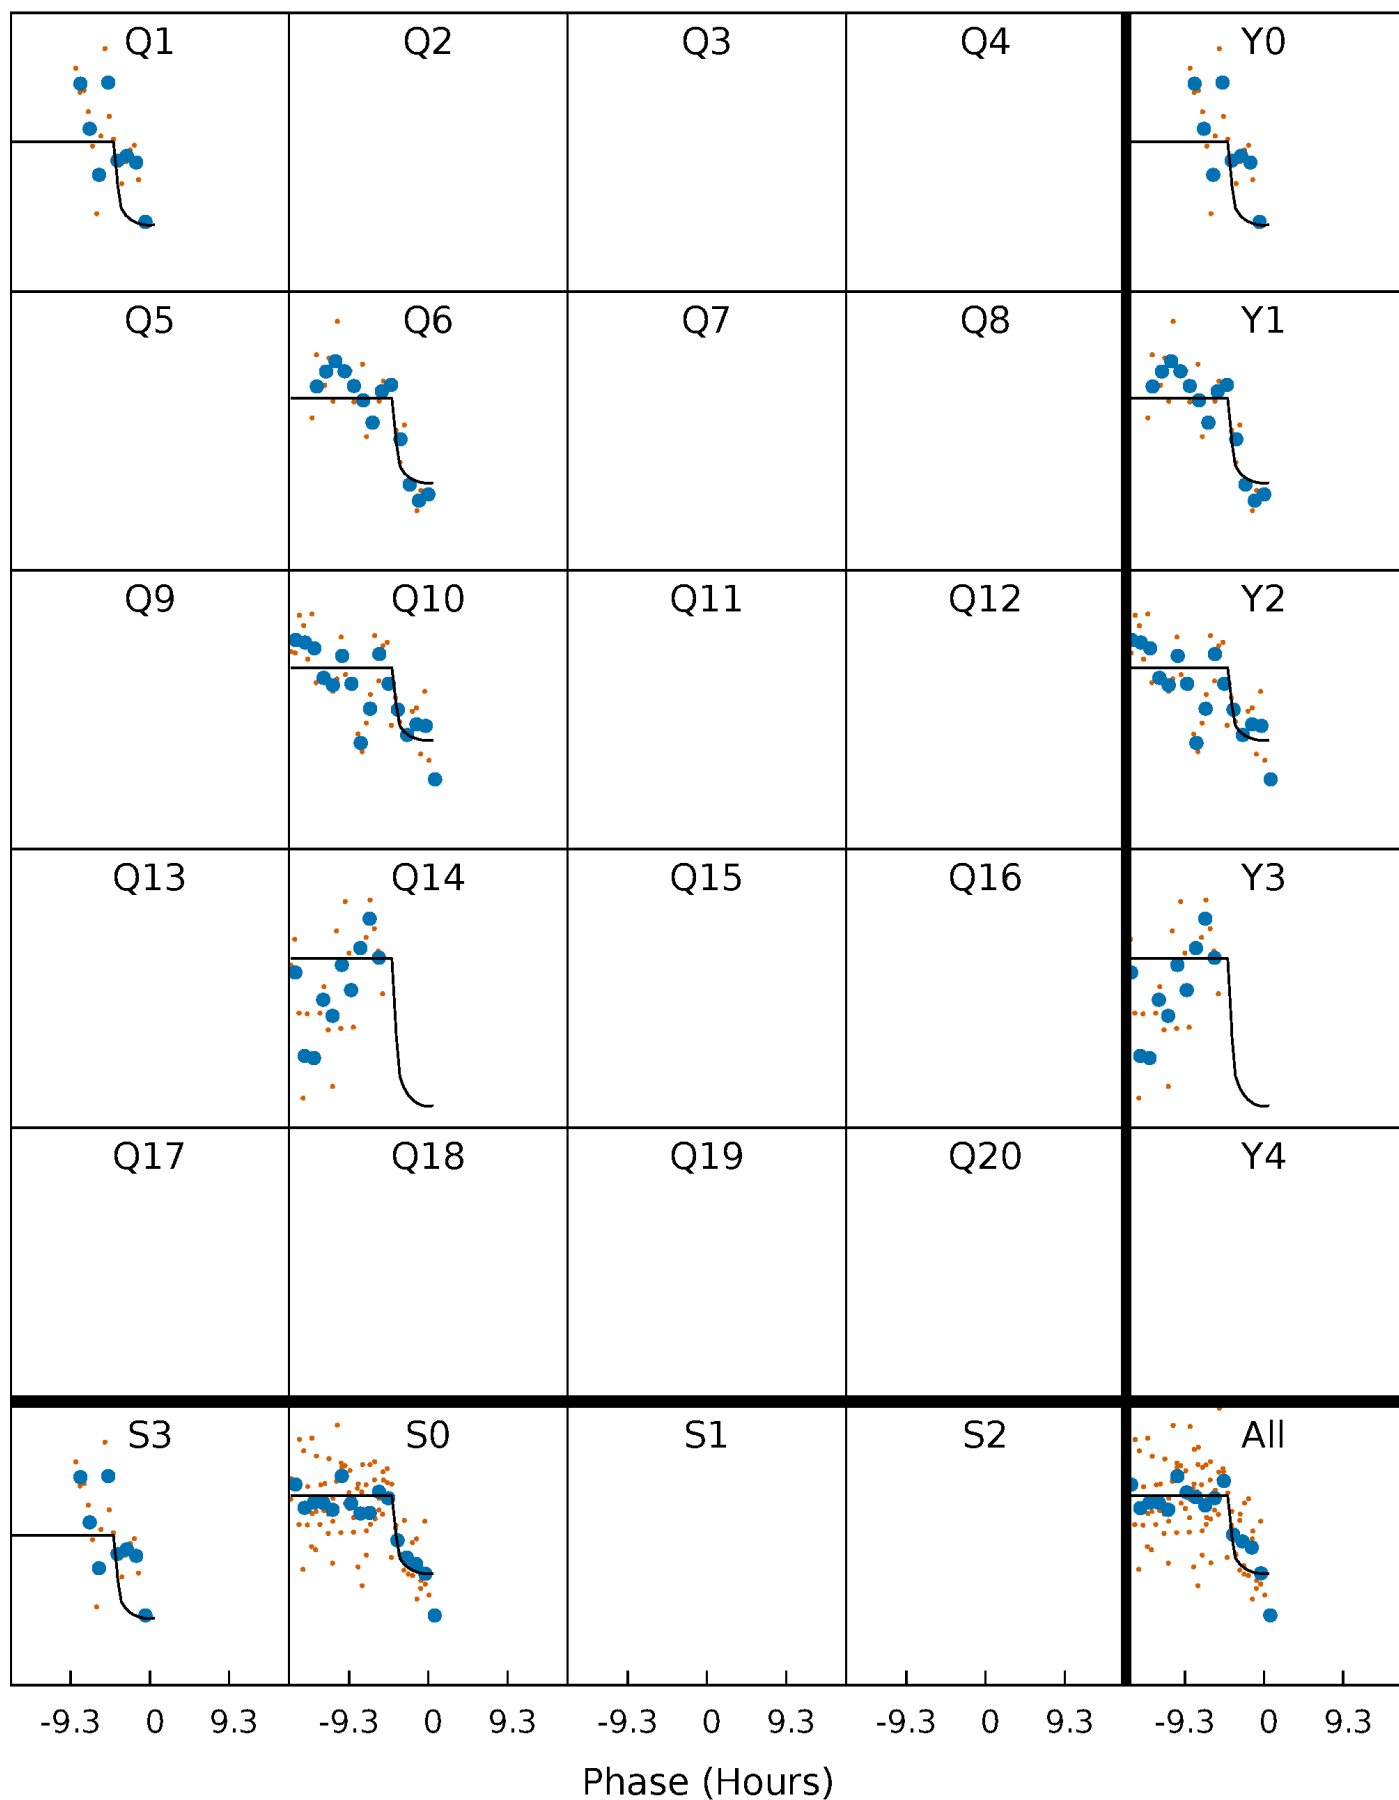 Q1 Q2 Q3 Q4 Y0
Q5 Q6 Q7 Q8 Y1
Q9 Q10 Q11 Q12 Y2
Q13 Q14 Q15 Q16 Y3
Q17 Q18 Q19 Q20 Y4
S3 S0 S1 S2 All
-9.3 0 9.3 -9.3 0 9.3 -9.3 0 9.3 -9.3 0 9.3 -9.3 0 9.3
Phase (Hours)